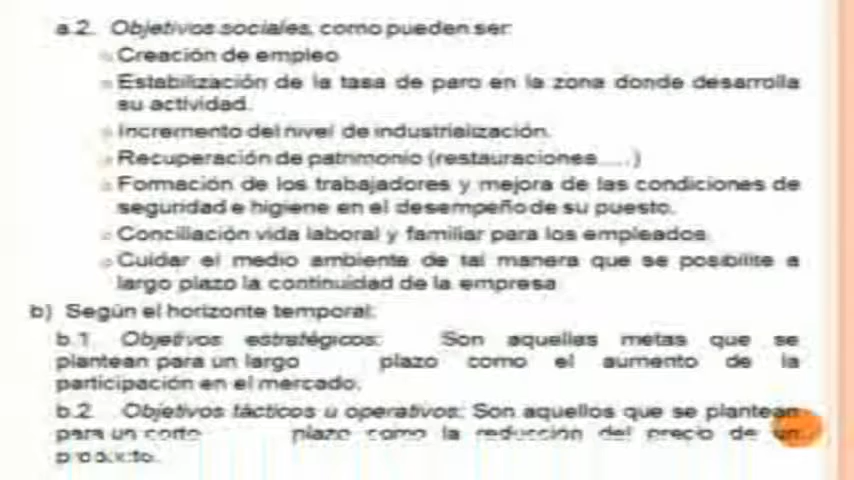 a.2. Objetivos sociales, como pueden ser:
Creación de empleo
Estabilización de la tasa de paro en la zona donde desarrolla
su actividad.
Incremento del nivel de industrialización.
Recuperación de patrimonio (restauraciones.....)
Formación de los trabajadores y mejora de las condiciones de
seguridad e higiene en el desempeño de su puesto.
Conciliación vida laboral y familiar para los empleados.
Cuidar el medio ambiente de tal manera que se posibilite a
largo plazo la continuidad de la empresa
b) Según el horizonte temporal:
b.1. Objetivos estratégicos: Son aquellas metas que se
plantean para un largo plazo como el aumento de la
participación en el mercado.
b.2. Objetivos tácticos u operativos: Son aquellos que se plantean
para un corto plazo como la reducción del precio de un
producto.